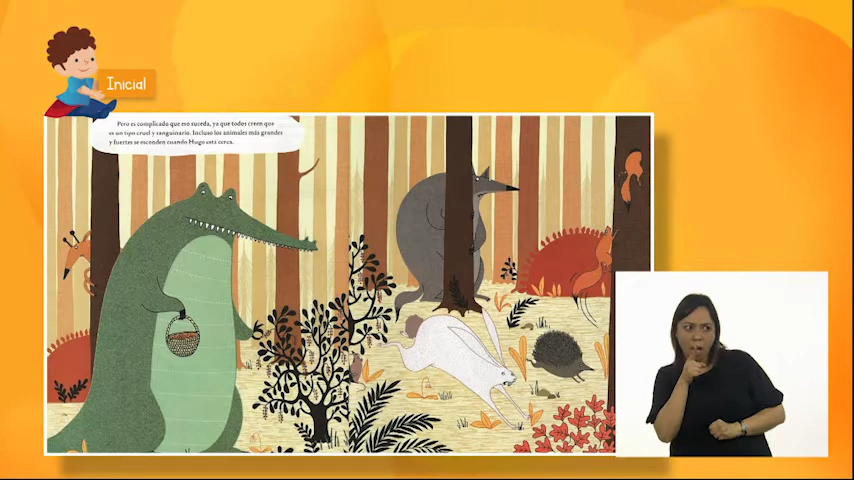 Inicial
Pero es complicado que eso suceda, ya que todos creen que
es un tipo cruel y sanguinario. Incluso los animales más grandes
y fuertes se esconden cuando Hugo está cerca.